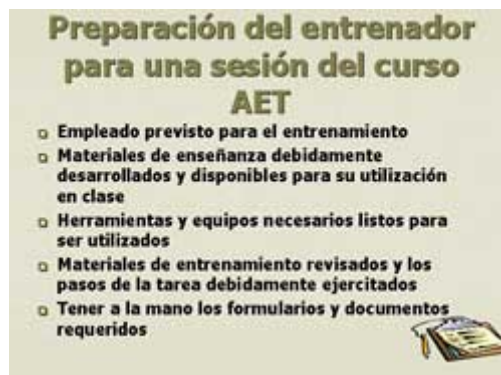 Preparación del entrenador
para una sesión del curso
AET
Empleado previsto para el entrenamiento
Materiales de enseñanza debidamente
desarrollados y disponibles para su utilización
en clase
Herramientas y equipos necesarios listos para
ser utilizados
Materiales de entrenamiento revisados y los
pasos de la tarea debidamente ejercitados
Tener a la mano los formularios y documentos
requeridos